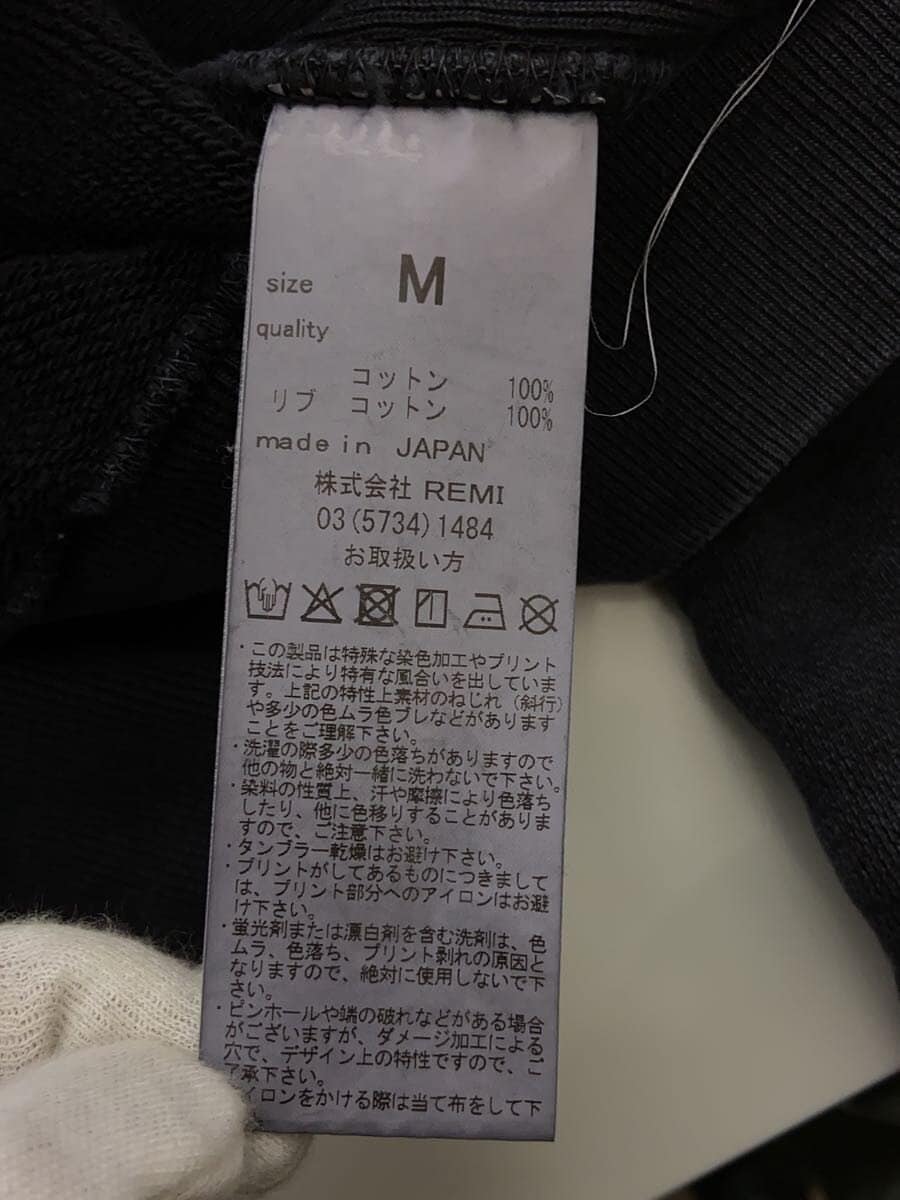 size M
quality
コットン 100%
リブ コットン 100%
made in JAPAN
株式会社 REMI
03(5734)1484
お取扱い方
・この製品は特殊な染色加工やプリント
技法により特有な風合いを出していま
す。上記の特性上素材のねじれ（斜行）
や多少の色ムラ色ブレなどがあります
ことをご理解下さい。
・洗濯の際多少の色落ちがありますので
他の物と絶対一緒に洗わないで下さい。
・染料の性質上、汗や摩擦により色落ち
したり、他に色移りすることがありま
すので、ご注意下さい。
・タンブラー乾燥はお避け下さい。
・プリントがしてあるものにつきまして
は、プリント部分へのアイロンはお避
け下さい。
・蛍光剤または漂白剤を含む洗剤は、色
ムラ、色落ち、プリント剥れの原因と
なりますので、絶対に使用しないで下
さい。
・ピンホールや端の破れなどがある場合
がございますが、ダメージ加工による
穴で、デザイン上の特性ですので、ご
了承下さい。
イロンをかける際は当て布をして下